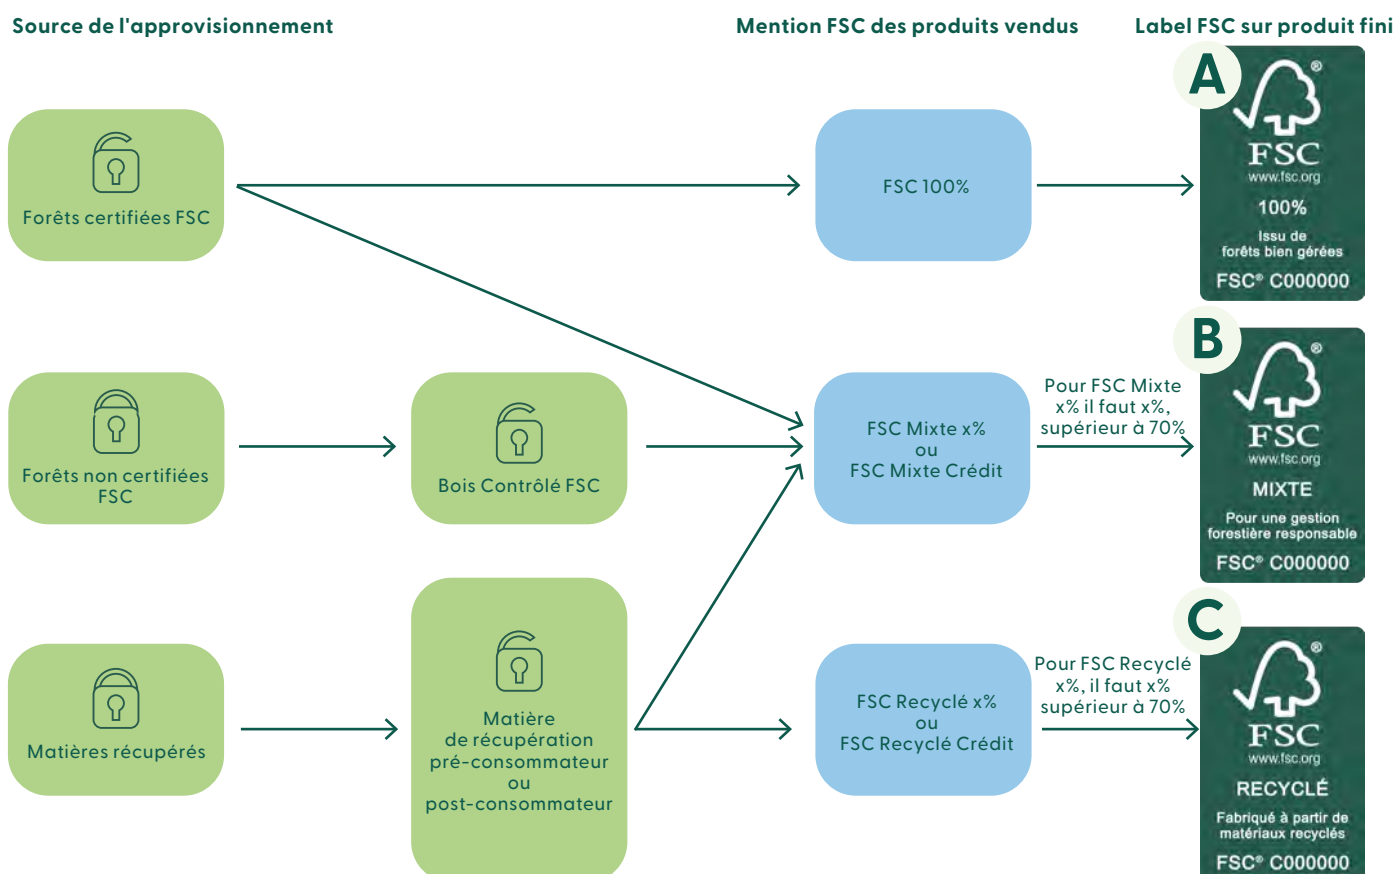 Source de l'approvisionnement
Mention FSC des produits vendus
Label FSC sur produit fini
Forêts certifiées FSC
FSC 100%
A
®
FSC
www.fsc.org
100%
Issu de
forêts bien gérées
FSC® C000000
Forêts non certifiées
FSC
Bois Contrôlé FSC
FSC Mixte x%
ou
FSC Mixte Crédit
Pour FSC Mixte
x% il faut x%,
supérieur à 70%
B
®
FSC
www.fsc.org
MIXTE
Pour une gestion
forestière responsable
FSC® C000000
Matières récupérés
Matière
de récupération
pré-consommateur
ou
post-consommateur
FSC Recyclé x%
ou
FSC Recyclé Crédit
Pour FSC Recyclé
x%, il faut x%
supérieur à 70%
C
®
FSC
www.fsc.org
RECYCLÉ
Fabriqué à partir de
matériaux recyclés
FSC® C000000